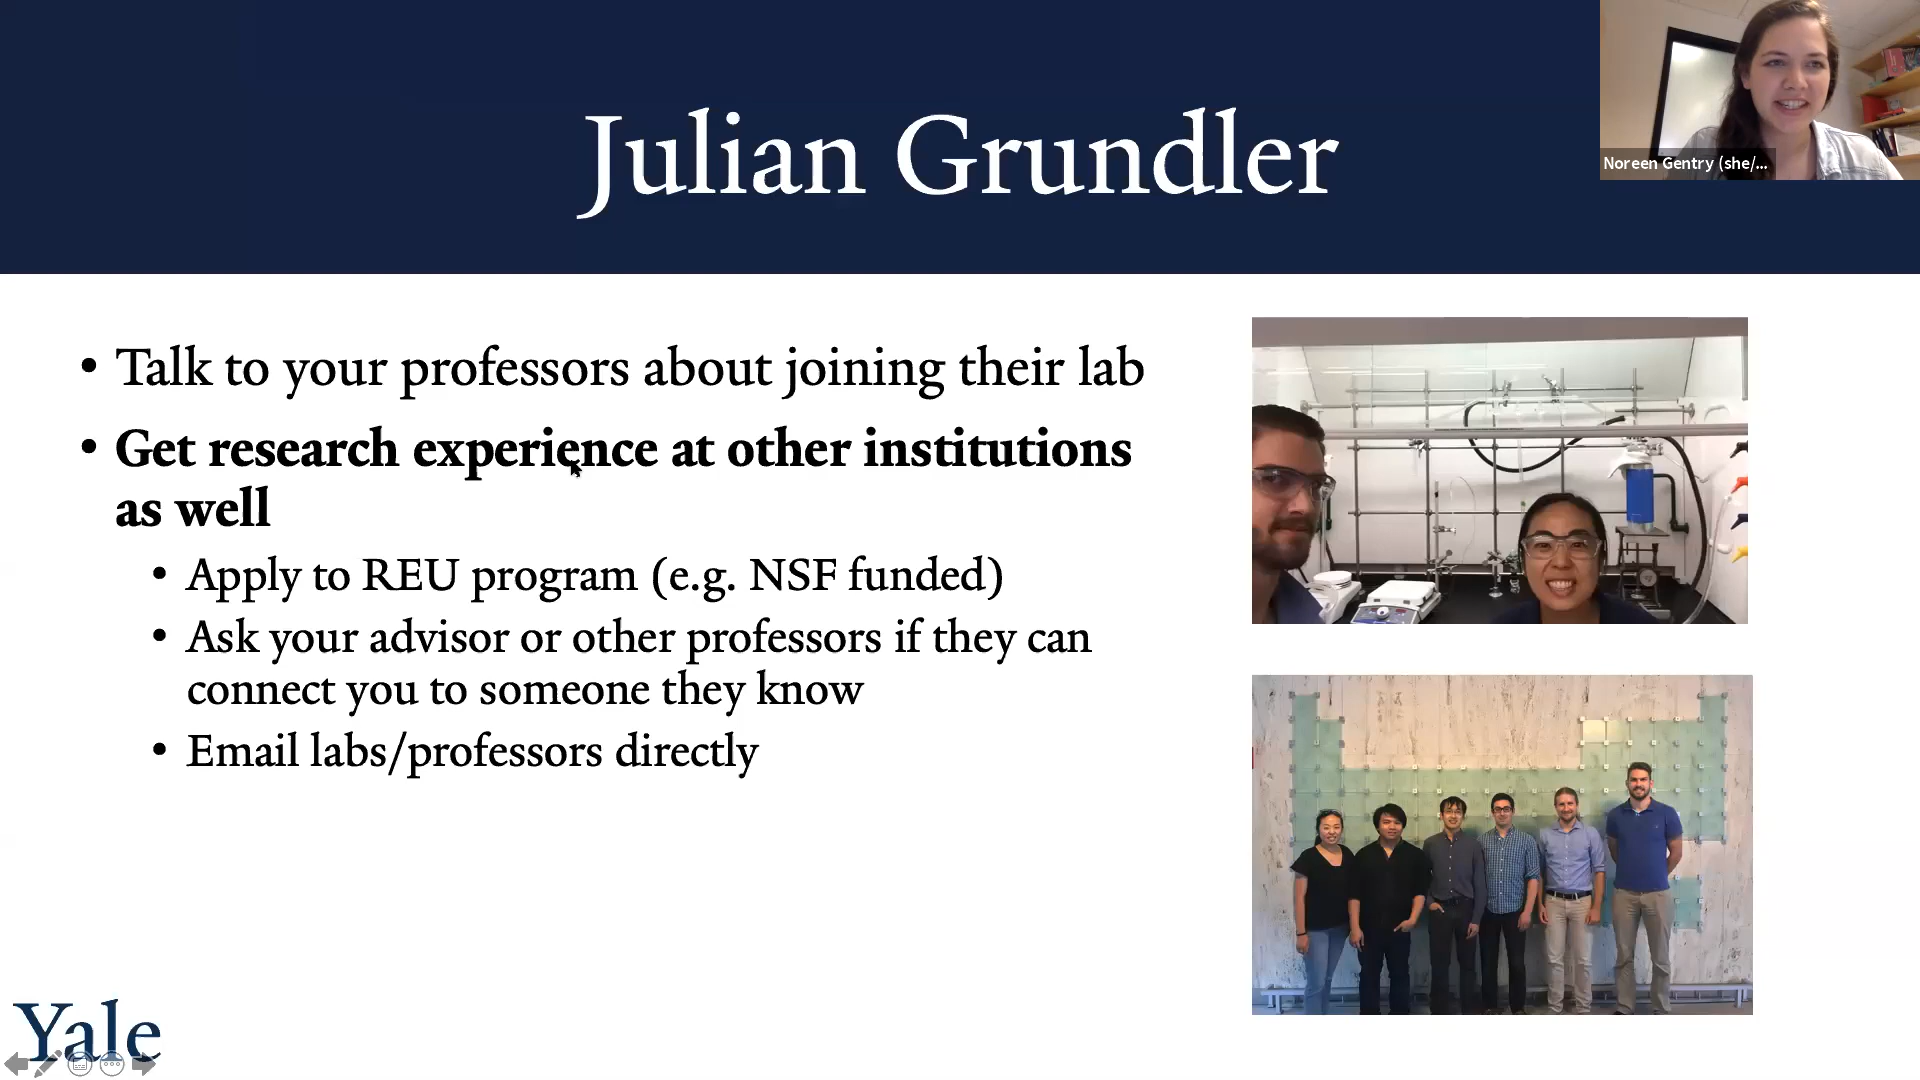 Julian Grundler
Noreen Gentry (she/...
• Talk to your professors about joining their lab
• Get research experience at other institutions
as well
• Apply to REU program (e.g. NSF funded)
• Ask your advisor or other professors if they can
connect you to someone they know
• Email labs/professors directly
Yale